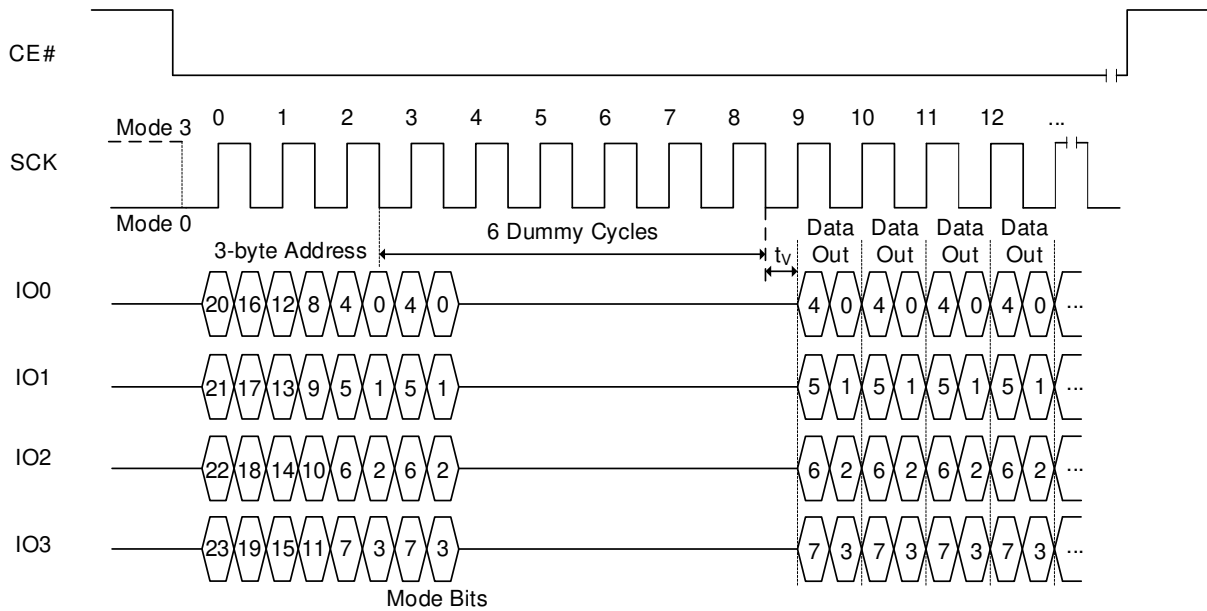 CE#
0 1 2 3 4 5 6 7 8 9 10 11 12 ...
Mode 3
SCK
Mode 0
6 Dummy Cycles
Data Data Data Data
Out Out Out Out
3-byte Address
tV
IO0 20 16 12 8 4 0 4 0 4 0 4 0 4 0 4 0 ...
IO1 21 17 13 9 5 1 5 1 5 1 5 1 5 1 5 1 ...
IO2 22 18 14 10 6 2 6 2 6 2 6 2 6 2 6 2 ...
IO3 23 19 15 11 7 3 7 3 7 3 7 3 7 3 7 3 ...
Mode Bits